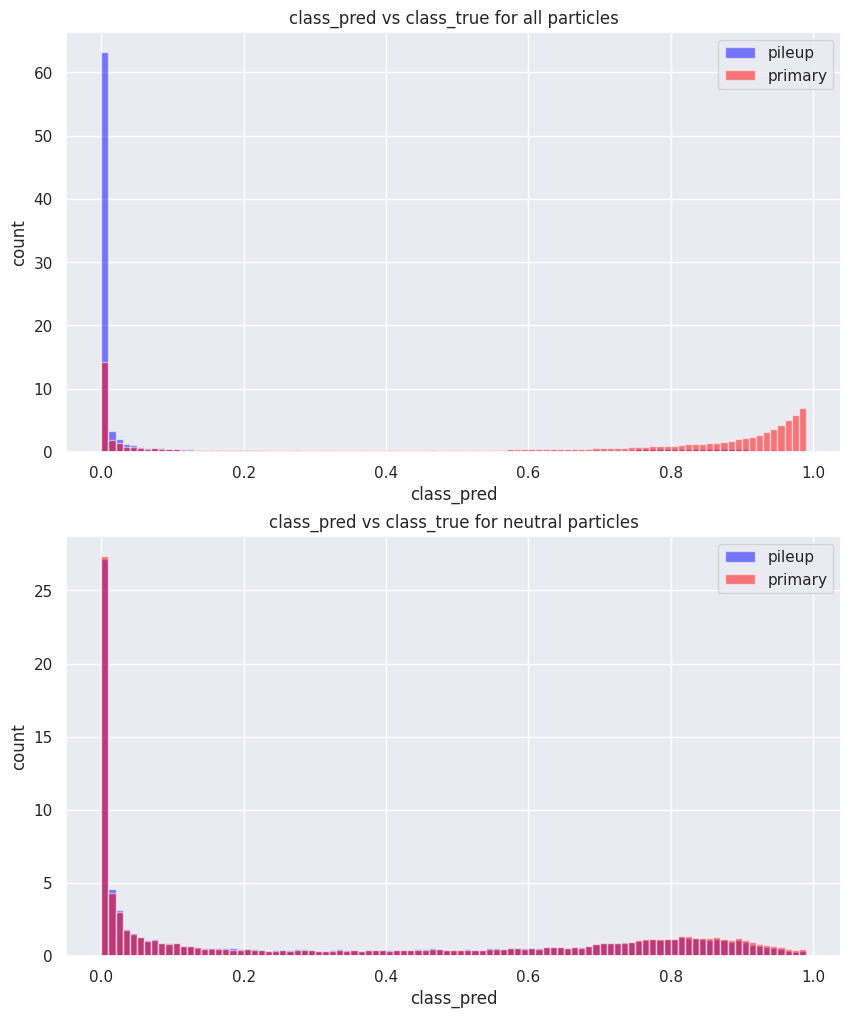 class_pred vs class_true for all particles
pileup
primary
60
50
40
30
20
10
0
count
0.0 0.2 0.4 0.6 0.8 1.0
class_pred
class_pred vs class_true for neutral particles
pileup
primary
25
20
15
10
5
0
count
0.0 0.2 0.4 0.6 0.8 1.0
class_pred